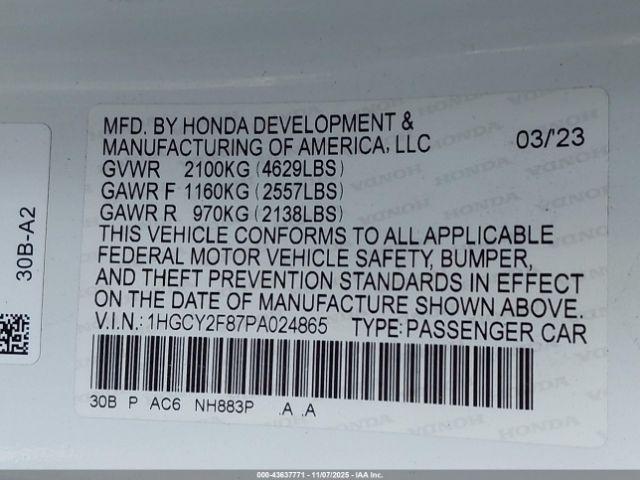 MFD. BY HONDA DEVELOPMENT &
MANUFACTURING OF AMERICA, LLC 03/'23
GVWR 2100KG (4629LBS)
GAWR F 1160KG (2557LBS)
GAWR R 970KG (2138LBS)
THIS VEHICLE CONFORMS TO ALL APPLICABLE
FEDERAL MOTOR VEHICLE SAFETY, BUMPER,
AND THEFT PREVENTION STANDARDS IN EFFECT
ON THE DATE OF MANUFACTURE SHOWN ABOVE.
V.I.N.: 1HGCY2F87PA024865 TYPE: PASSENGER CAR
30B P AC6 NH883P .A .A
30B-A2
000-43637771 - 11/07/2025 - IAA Inc.